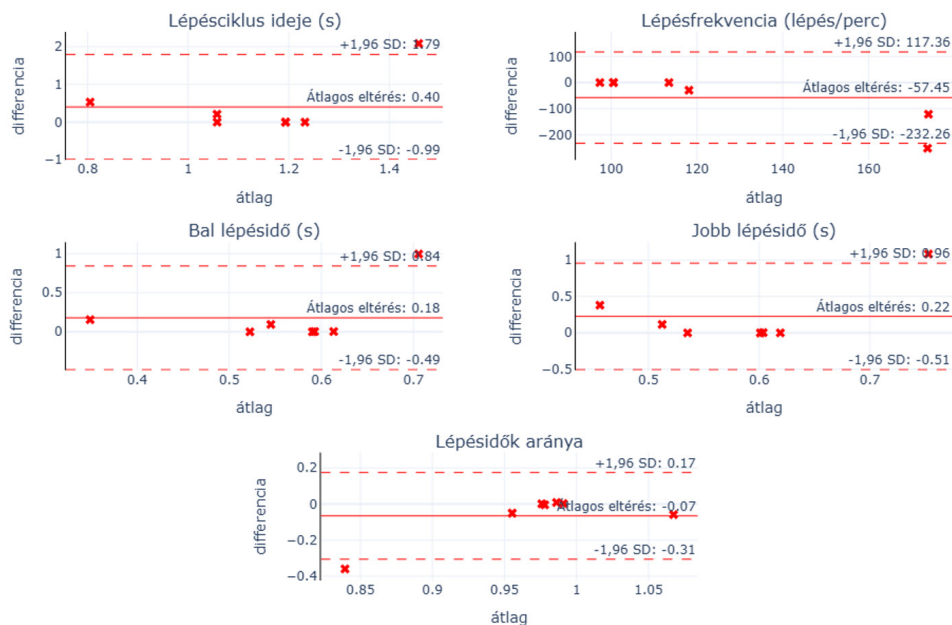 Lépésciklus ideje (s)
+1,96 SD: 1.79
Átlagos eltérés: 0.40
-1,96 SD: -0.99
2
1
0
−1
0.8
1
1.2
1.4
differencia
átlag
Lépésfrekvencia (lépés/perc)
+1,96 SD: 117.36
Átlagos eltérés: -57.45
-1,96 SD: -232.26
100
0
−100
−200
100
120
140
160
differencia
átlag
Bal lépésidő (s)
+1,96 SD: 0.84
Átlagos eltérés: 0.18
-1,96 SD: -0.49
1
0.5
0
0.4
0.5
0.6
0.7
differencia
átlag
Jobb lépésidő (s)
+1,96 SD: 0.96
Átlagos eltérés: 0.22
-1,96 SD: -0.51
1
0.5
0
−0.5
0.5
0.6
0.7
differencia
átlag
Lépésidők aránya
+1,96 SD: 0.17
Átlagos eltérés: -0.07
-1,96 SD: -0.31
0.2
0
−0.2
−0.4
0.85
0.9
0.95
1
1.05
differencia
átlag